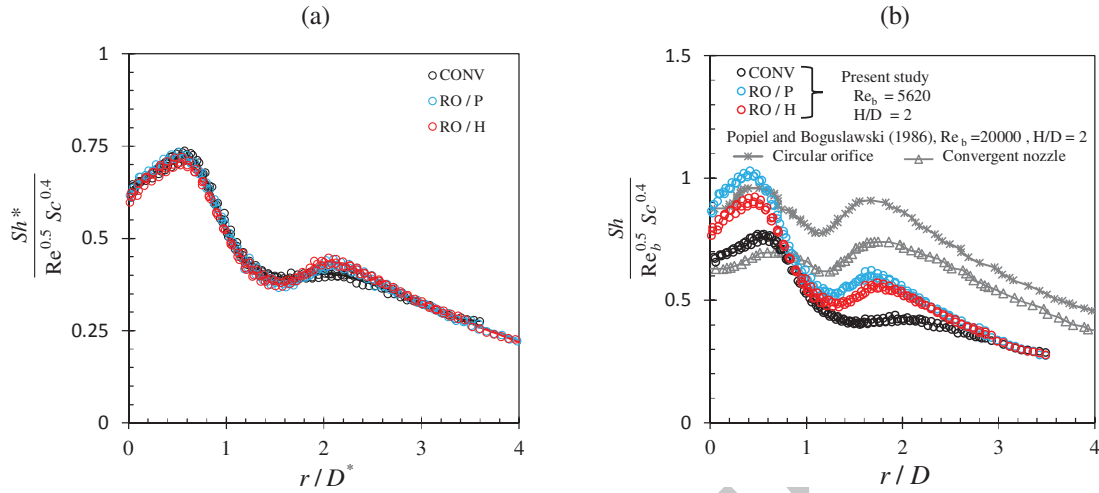 (a)
1
0.75
0.5
0.25
0
CONV
RO / P
RO / H
Sh*
Re^0.5 Sc^0.4
0 1 2 3 4
r / D*
(b)
1.5
1
0.5
0
CONV
RO / P
RO / H
Present study
Re_b = 5620
H/D = 2
Popiel and Boguslawski (1986), Re_b =20000 , H/D = 2
Circular orifice
Convergent nozzle
Sh
Re_b^0.5 Sc^0.4
0 1 2 3 4
r / D